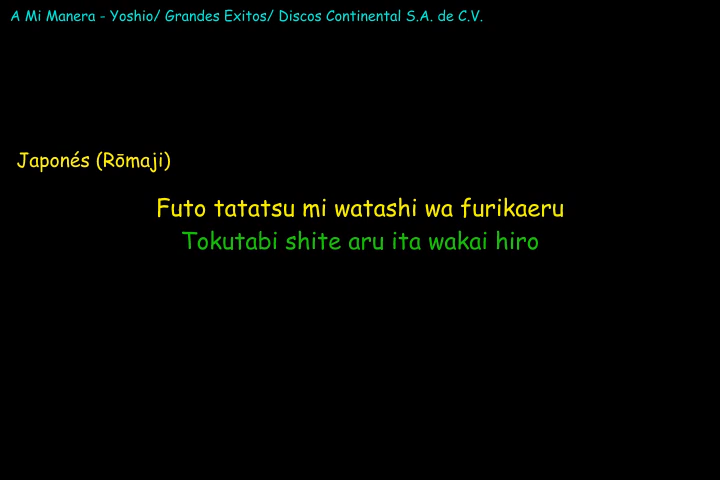 A Mi Manera - Yoshio/ Grandes Exitos/ Discos Continental S.A. de C.V.
Japonés (Rōmaji)
Futo tatatsu mi watashi wa furikaeru
Tokutabi shite aru ita wakai hiro